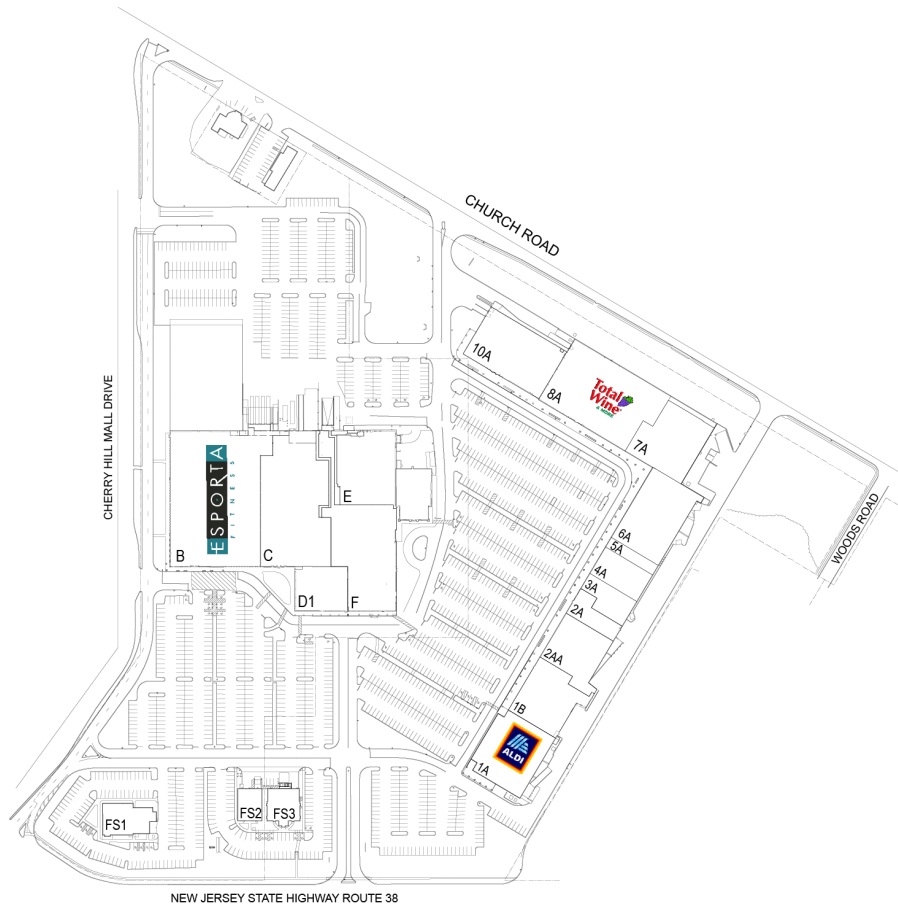 CHURCH ROAD
10A
8A
Total
Wine
& MORE
7A
CHERRY HILL MALL DRIVE
ESPORTA
FITNESS
B
C
E
D1
F
6A
5A
4A
3A
2A
2AA
1B
ALDI
1A
WOODS ROAD
FS1
FS2
FS3
NEW JERSEY STATE HIGHWAY ROUTE 38